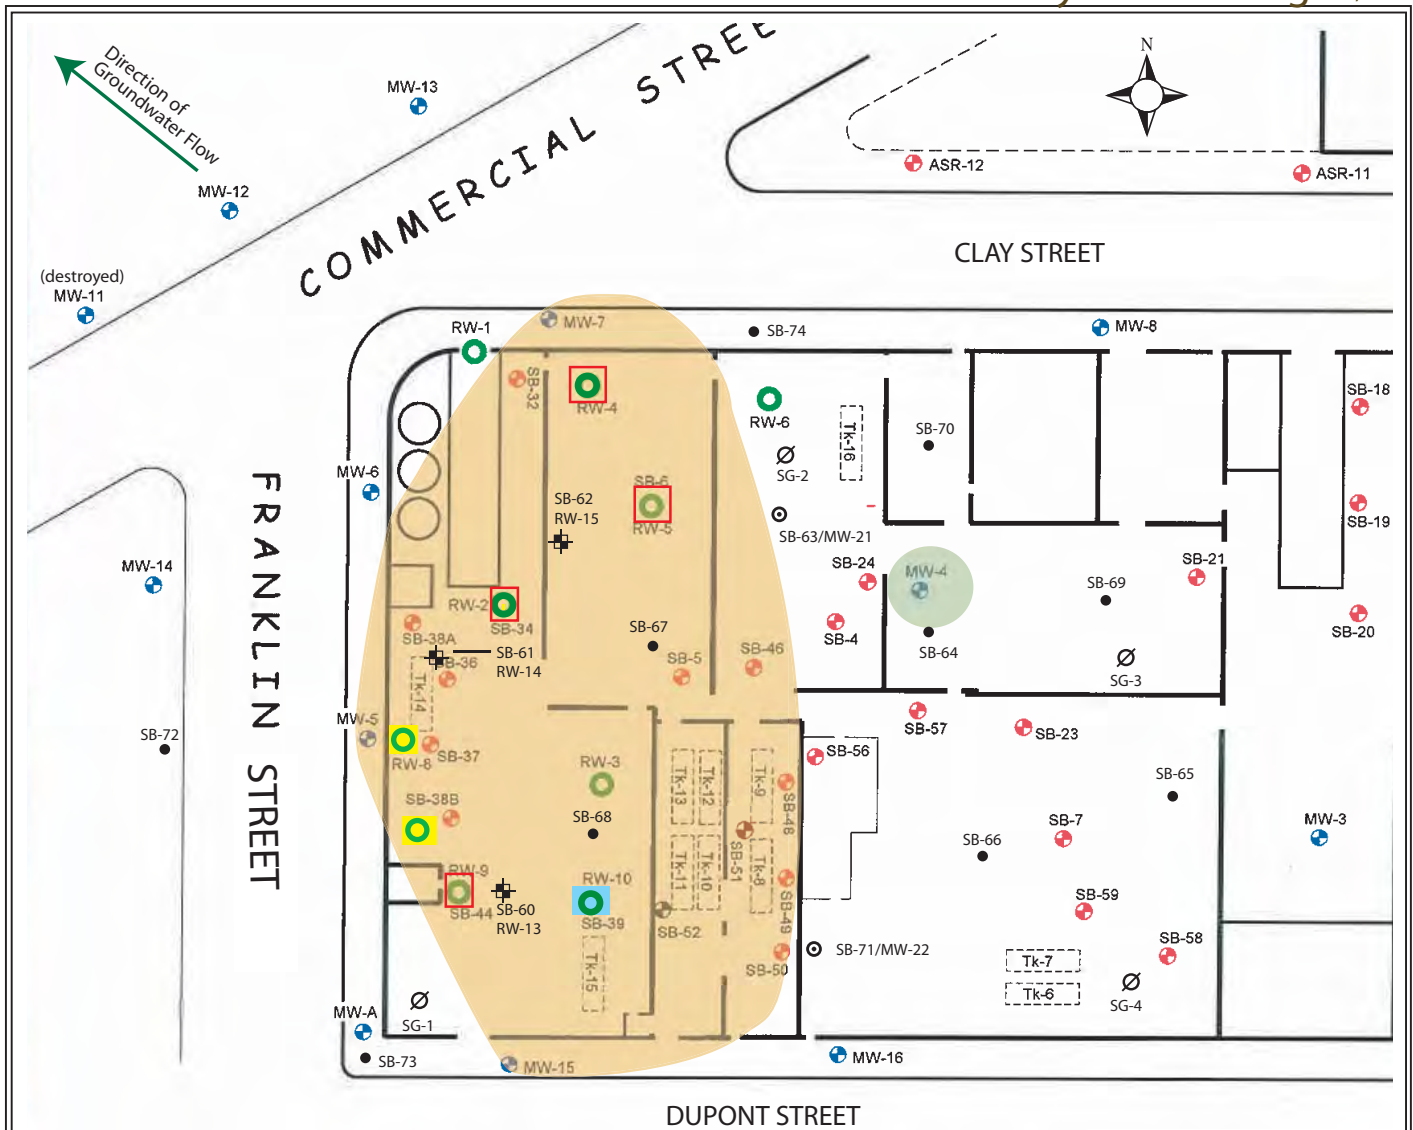 Direction of
Groundwater Flow
MW-13
MW-12
(destroyed)
MW-11
COMMERCIAL STREE
N
ASR-12
ASR-11
CLAY STREET
RW-1
MW-7
SB-74
MW-8
SB-32
RW-4
RW-6
Tk-16
SB-70
SB-18
SG-2
MW-6
SB-62
RW-15
SB-6
RW-5
SB-63/MW-21
SB-19
FRANKLIN STREET
MW-14
SB-24
MW-4
SB-69
SB-21
RW-2
SB-34
SB-38A
SB-67
SB-4
SB-64
SB-20
SB-61
RW-14
SB-36
Tk-14
SB-5
SB-46
SG-3
MW-5
SB-72
RW-8
SB-37
SB-57
SB-23
SB-56
RW-3
Tk-13
Tk-12
Tk-9
SB-48
SB-65
SB-38B
SB-68
SB-51
SB-66
SB-7
MW-3
RW-9
SB-44
SB-60
RW-13
RW-10
SB-39
Tk-11
Tk-10
Tk-8
SB-49
SB-52
SB-59
SB-50
SB-71/MW-22
SB-58
Tk-15
Tk-7
Tk-6
SG-4
SG-1
MW-A
SB-73
MW-15
MW-16
DUPONT STREET